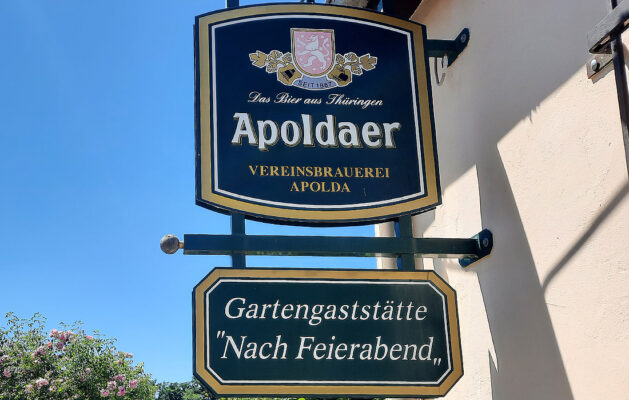 SEIT 1887
Das Bier aus Thüringen
Apoldaer
VEREINSBRAUEREI
APOLDA
Gartengaststätte
"Nach Feierabend„